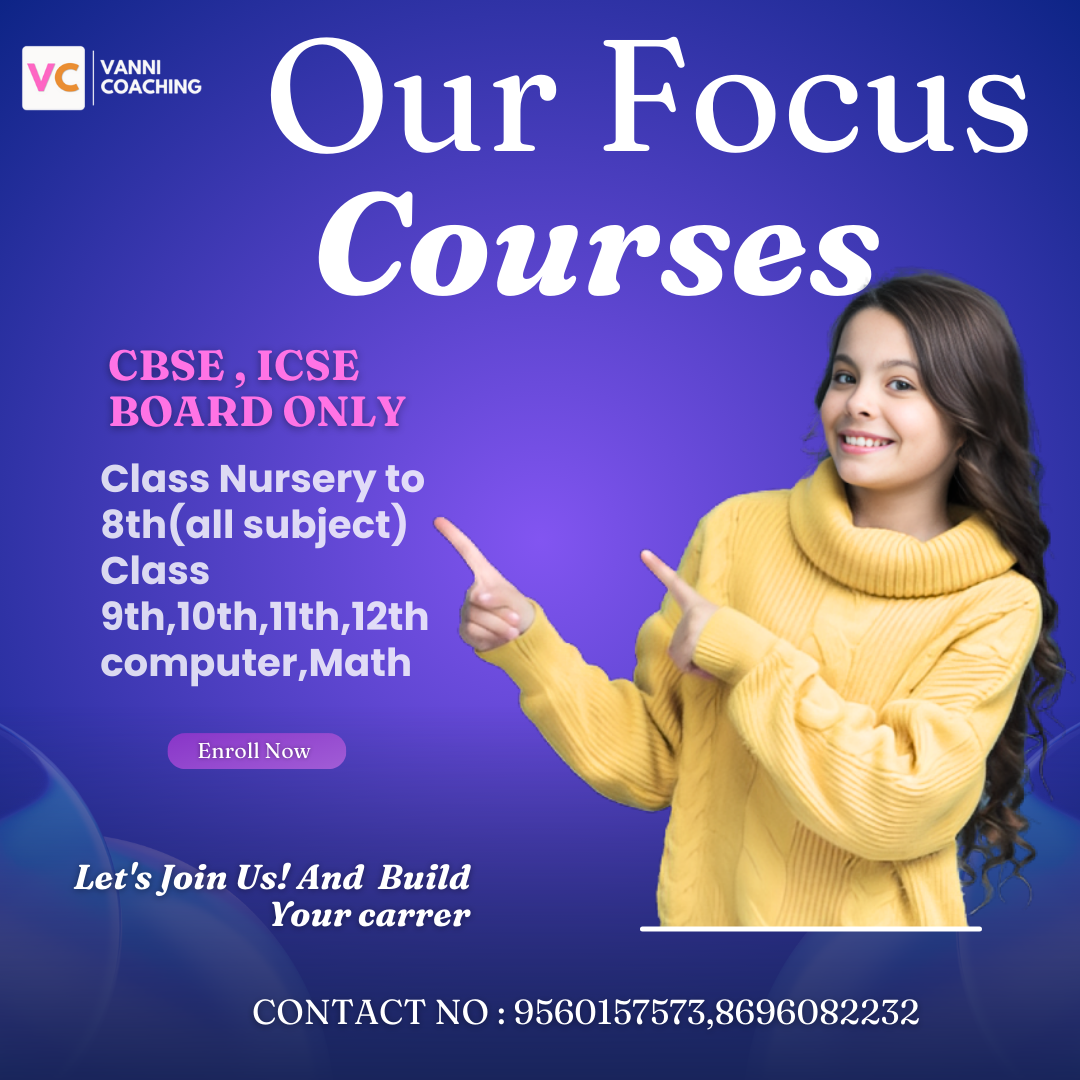 VC
VANNI
COACHING
Our Focus
Courses
CBSE , ICSE
BOARD ONLY
Class Nursery to
8th(all subject)
Class
9th,10th,11th,12th
computer,Math
Enroll Now
Let's Join Us! And Build
Your carrer
CONTACT NO : 9560157573,8696082232